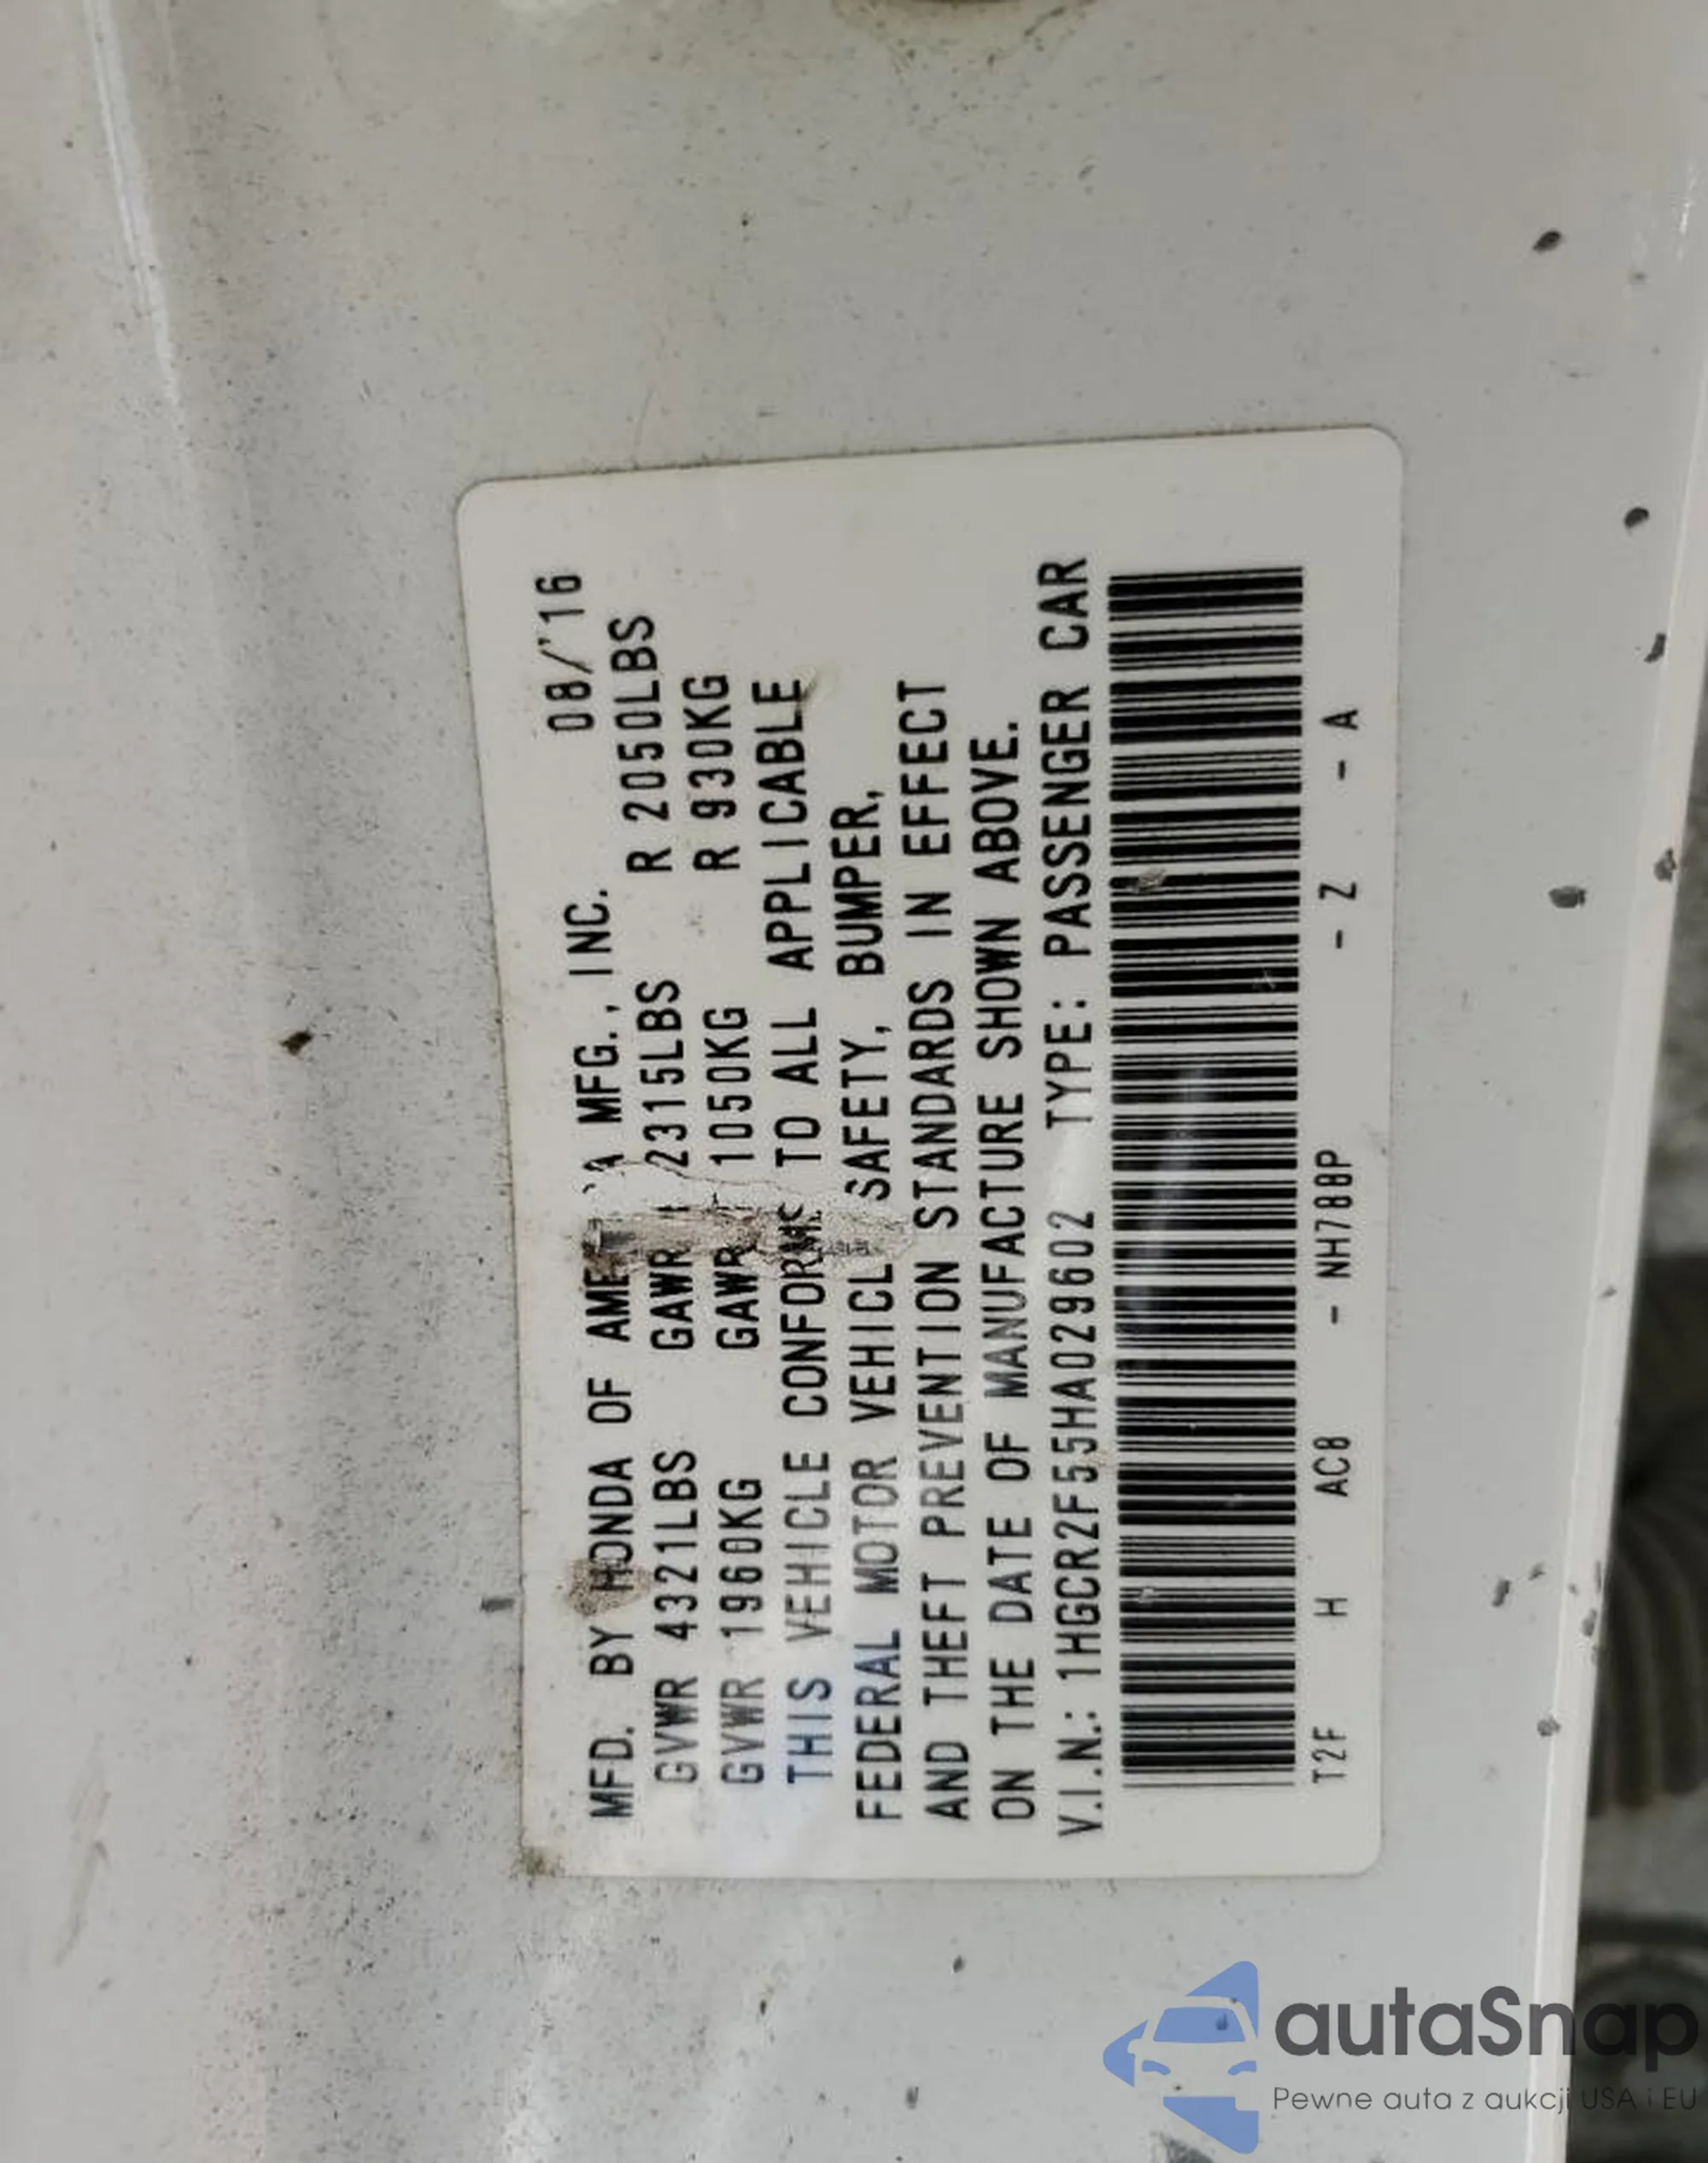 MFD. BY HONDA OF AME A MFG., INC. 08/'16
GVWR 4321LBS GAWR 2315LBS R 2050LBS
GVWR 1960KG GAWR 1050KG R 930KG
THIS VEHICLE CONFORMS TO ALL APPLICABLE
FEDERAL MOTOR VEHICL SAFETY, BUMPER,
AND THEFT PREVENTION STANDARDS IN EFFECT
ON THE DATE OF MANUFACTURE SHOWN ABOVE.
V.I.N.: 1HGCR2F55HA029602 TYPE: PASSENGER CAR
T2F H AC8 - NH788P - Z - A
autaSnap
Pewne auta z aukcji USA i EU